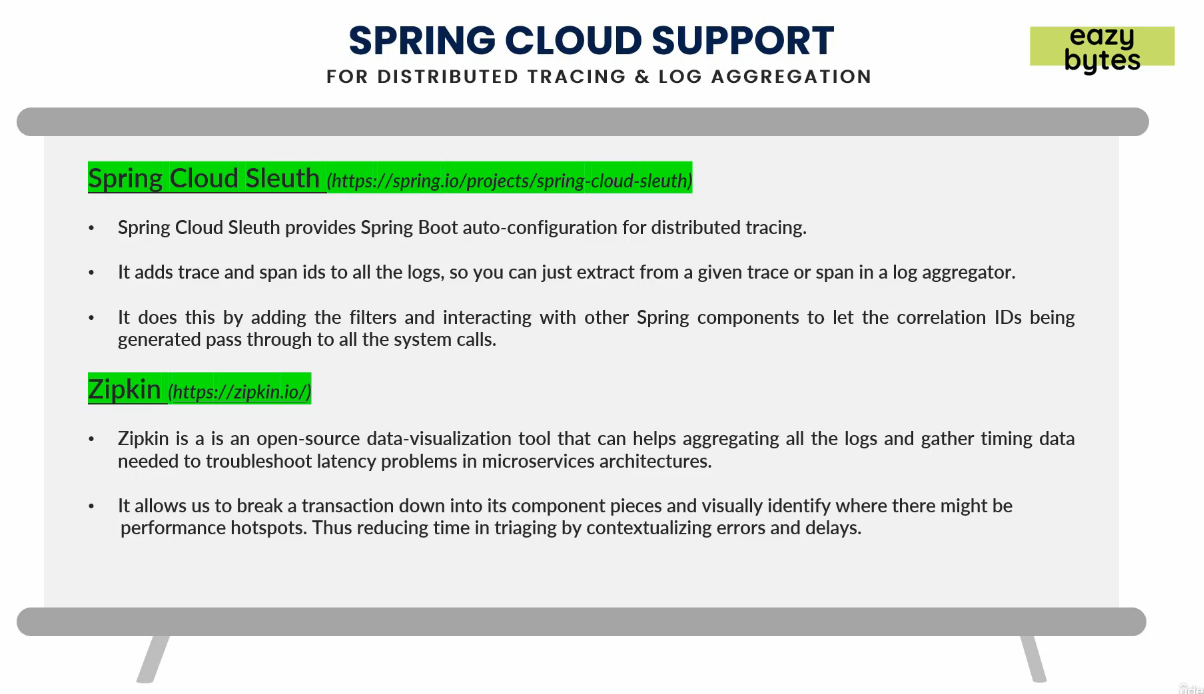 SPRING CLOUD SUPPORT
FOR DISTRIBUTED TRACING & LOG AGGREGATION
eazy
bytes
Spring Cloud Sleuth (https://spring.io/projects/spring-cloud-sleuth)
• Spring Cloud Sleuth provides Spring Boot auto-configuration for distributed tracing.
• It adds trace and span ids to all the logs, so you can just extract from a given trace or span in a log aggregator.
• It does this by adding the filters and interacting with other Spring components to let the correlation IDs being
generated pass through to all the system calls.
Zipkin (https://zipkin.io/)
• Zipkin is a is an open-source data-visualization tool that can helps aggregating all the logs and gather timing data
needed to troubleshoot latency problems in microservices architectures.
• It allows us to break a transaction down into its component pieces and visually identify where there might be
performance hotspots. Thus reducing time in triaging by contextualizing errors and delays.